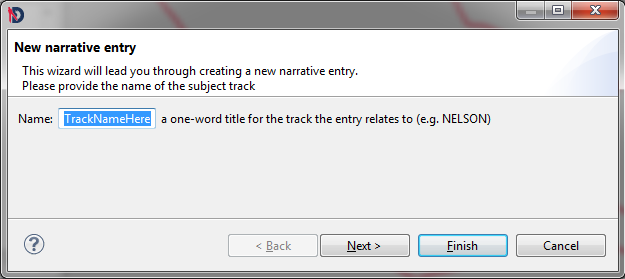 New narrative entry
This wizard will lead you through creating a new narrative entry.
Please provide the name of the subject track
Name: TrackNameHere a one-word title for the track the entry relates to (e.g. NELSON)
? < Back Next > Finish Cancel